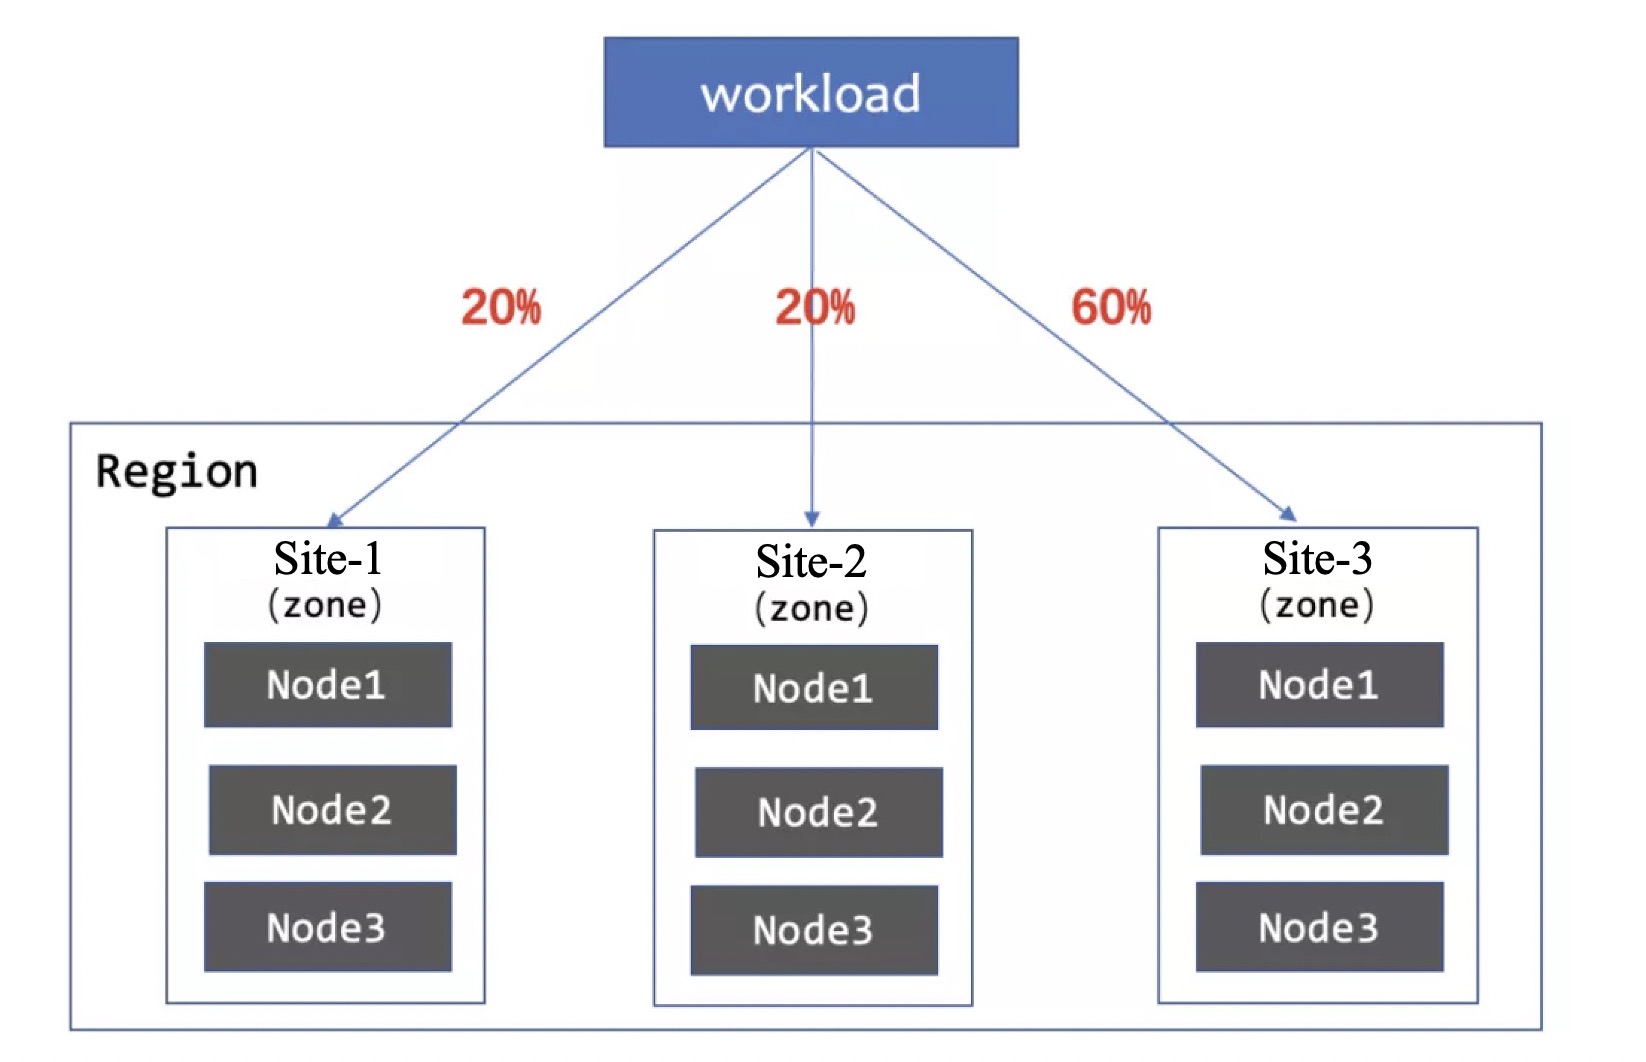 workload
20%
20%
60%
Region
Site-1
(zone)
Node1
Node2
Node3
Site-2
(zone)
Node1
Node2
Node3
Site-3
(zone)
Node1
Node2
Node3